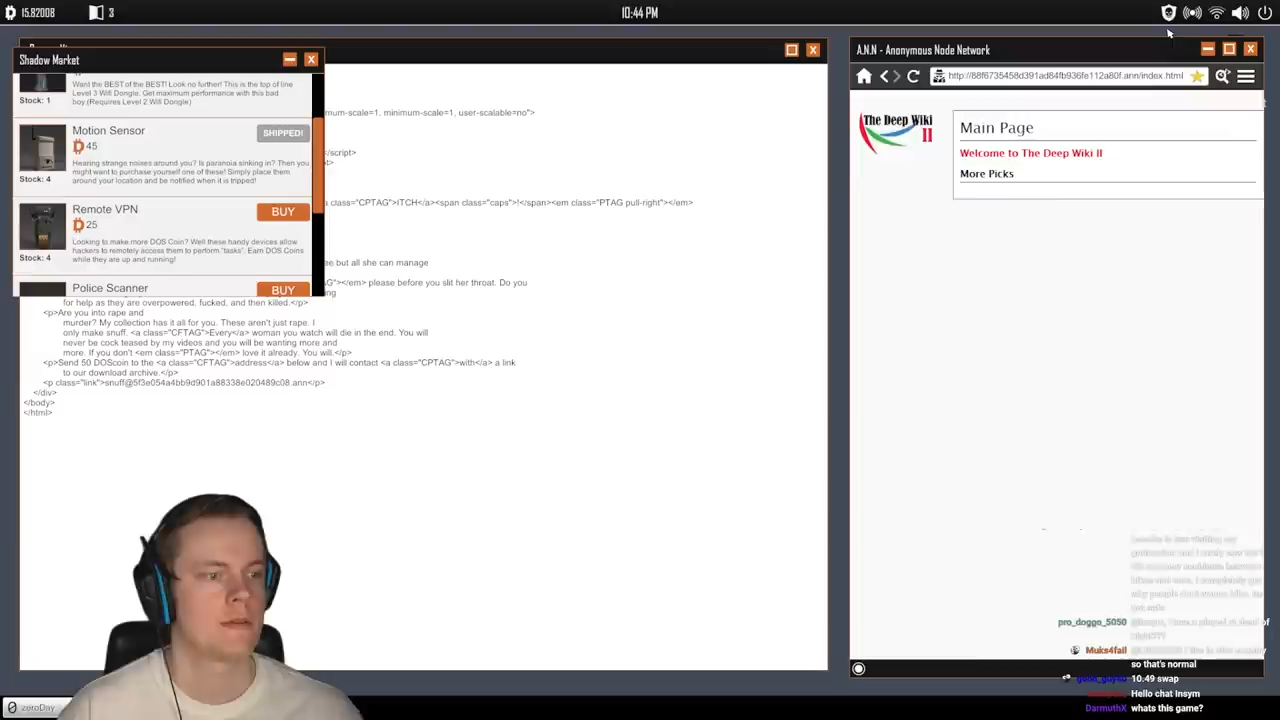 15.82008
3
10:44 PM
Shadow Market
Want the BEST of the BEST! Look no further! This is the top of line
Level 3 Wifi Dongle. Get maximum performance with this bad
boy.(Requires Level 2 Wifi Dongle)
Stock: 1
Motion Sensor
SHIPPED!
45
Hearing strange noises around you? Is paranoia sinking in? Then you
might want to purchase yourself one of these! Simply place them
around your location and be notified when it is tripped!
Stock: 4
Remote VPN
BUY
25
Looking to make more DOS Coin? Well these handy devices allow
hackers to remotely access them to perform "tasks". Earn DOS Coins
while they are up and running!
Stock: 4
Police Scanner
BUY
mum-scale=1, minimum-scale=1, user-scalable=no">
</script>
a class="CPTAG">ITCH</a><span class="caps">!</span><em class="PTAG pull-right"></em>
ee but all she can manage
"></em> please before you slit her throat. Do you
ng
for help as they are overpowered, fucked, and then killed.</p>
<p>Are you into rape and
murder? My collection has it all for you. These aren't just rape. I
only make snuff. <a class="CFTAG">Every</a> woman you watch will die in the end. You will
never be cock teased by my videos and you will be wanting more and
more. If you don't <em class="PTAG"></em> love it already. You will.</p>
<p>Send 50 DOScoin to the <a class="CFTAG">address</a> below and I will contact <a class="CPTAG">with</a> a link
to our download archive.</p>
<p class="link">snuff@5f3e054a4bb9d901a88338e020489c08.ann</p>
</div>
</body>
</html>
A.N.N - Anonymous Node Network
http://88f6735458d391ad84fb936fe112a80f.ann/index.html
The Deep Wiki
II
Main Page
Welcome to The Deep Wiki II
More Picks
pro_doggo_5050
Muks4fail
so that's normal
10.49 swap
Hello chat Insym
DarmuthX whats this game?
zeroDay